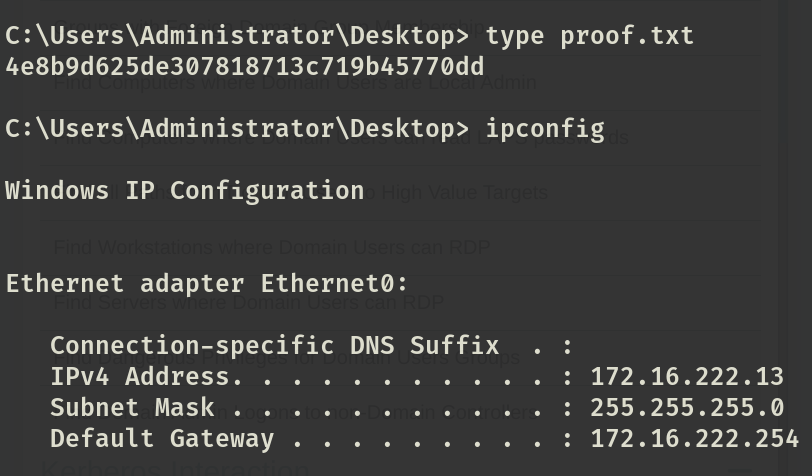 C:\Users\Administrator\Desktop> type proof.txt
4e8b9d625de307818713c719b45770dd
Find Computers where Domain Users are Local Admin
C:\Users\Administrator\Desktop> ipconfig
Windows IP Configuration
High Value Targets
Find Workstations where Domain Users can RDP
Ethernet adapter Ethernet0:
Find Servers where Domain Users can RDP
Connection-specific DNS Suffix . :
IPv4 Address. . . . . . . . . . . : 172.16.222.13
Subnet Mask . . . . . . . . . . . : 255.255.255.0
Default Gateway . . . . . . . . . : 172.16.222.254
Kerberos Interaction